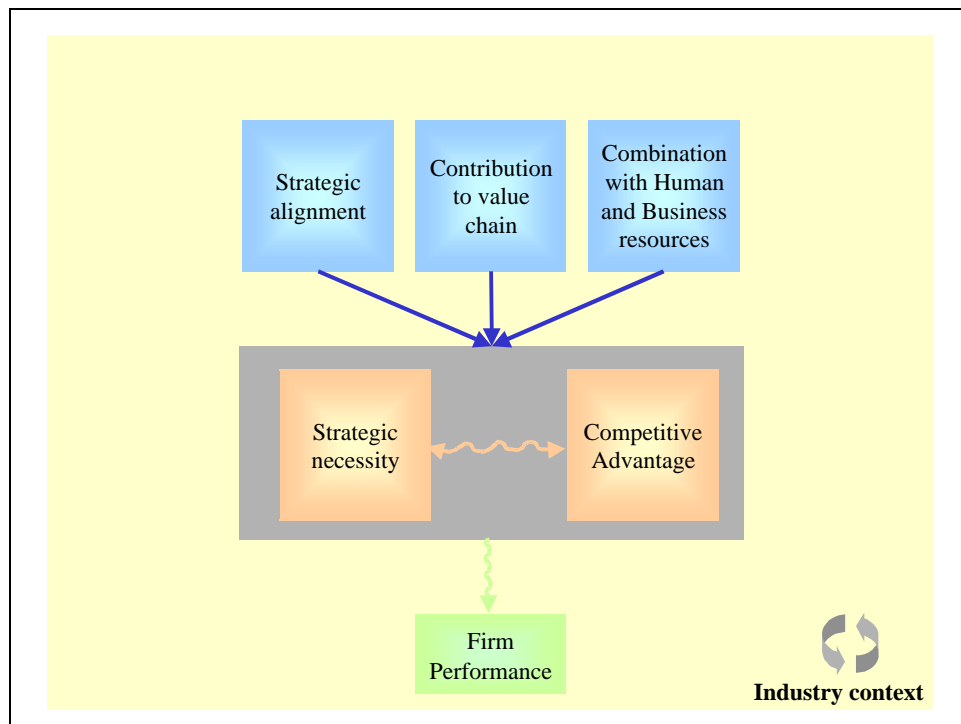 Strategic
alignment
Contribution
to value
chain
Combination
with Human
and Business
resources
Strategic
necessity
Competitive
Advantage
Firm
Performance
Industry context